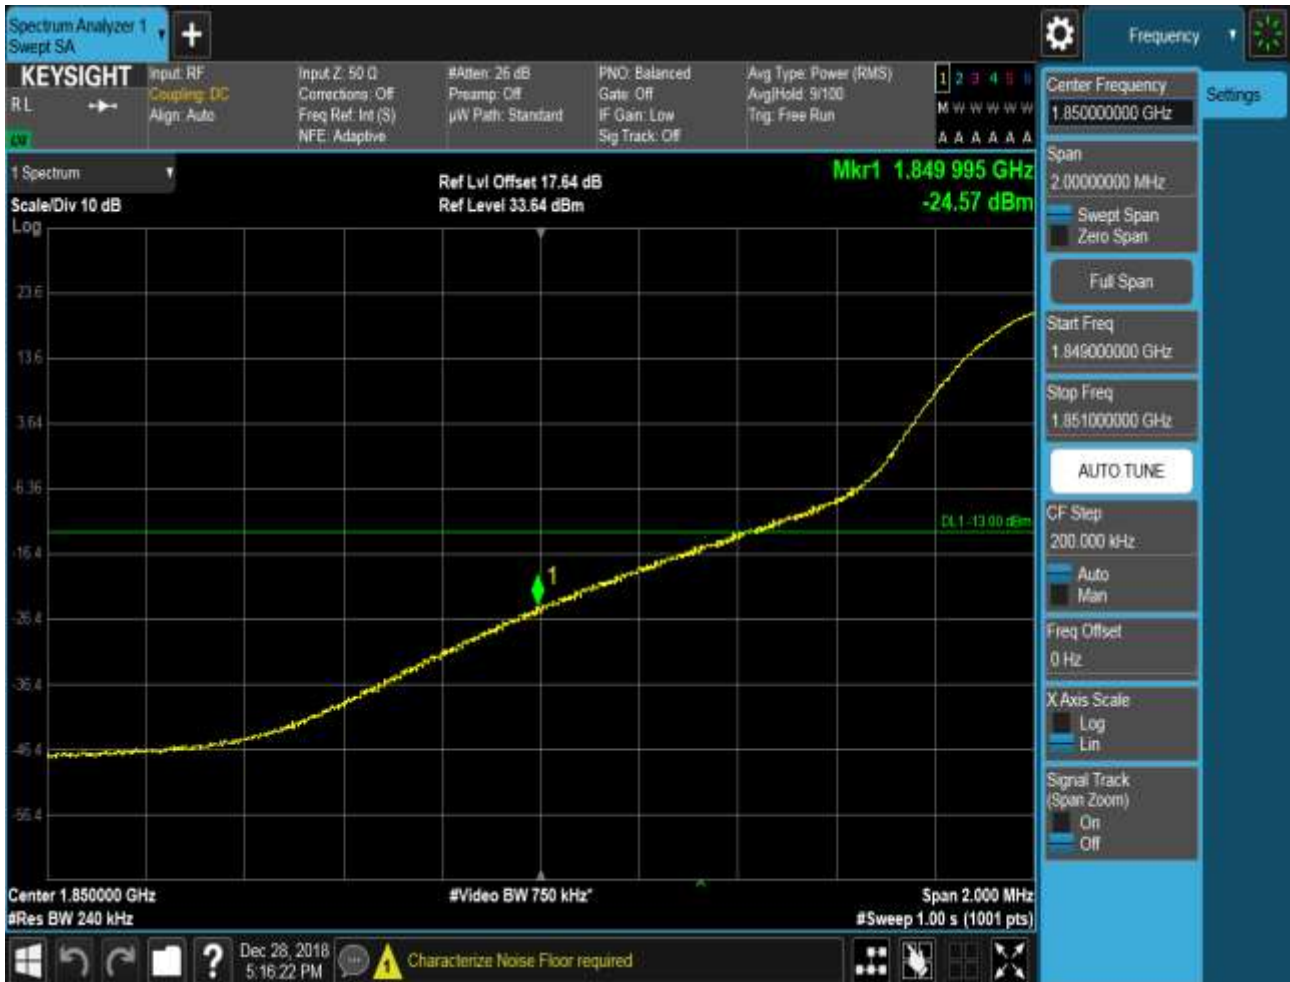 Spectrum Analyzer 1
Swept SA
+
Frequency
KEYSIGHT
R L
Input: RF
Coupling: DC
Align: Auto
Input Z: 50 Ω
Corrections: Off
Freq Ref: Int (S)
NFE: Adaptive
#Atten: 26 dB
Preamp: Off
µW Path: Standard
PNO: Balanced
Gate: Off
IF Gain: Low
Sig Track: Off
Avg Type: Power (RMS)
Avg|Hold: 9/100
Trig: Free Run
1 2 3 4 5 6
M W W W W W
A A A A A A
1 Spectrum
Scale/Div 10 dB
Log
Ref Lvl Offset 17.64 dB
Ref Level 33.64 dBm
Mkr1 1.849 995 GHz
-24.57 dBm
23.6
13.6
3.64
-6.36
-16.4
-26.4
-36.4
-46.4
-56.4
DL1 -13.00 dBm
1
Center 1.850000 GHz
#Res BW 240 kHz
#Video BW 750 kHz*
Span 2.000 MHz
#Sweep 1.00 s (1001 pts)
Center Frequency
1.850000000 GHz
Settings
Span
2.00000000 MHz
Swept Span
Zero Span
Full Span
Start Freq
1.849000000 GHz
Stop Freq
1.851000000 GHz
AUTO TUNE
CF Step
200.000 kHz
Auto
Man
Freq Offset
0 Hz
X Axis Scale
Log
Lin
Signal Track
(Span Zoom)
On
Off
?
Dec 28, 2018
5:16:22 PM
1
Characterize Noise Floor required